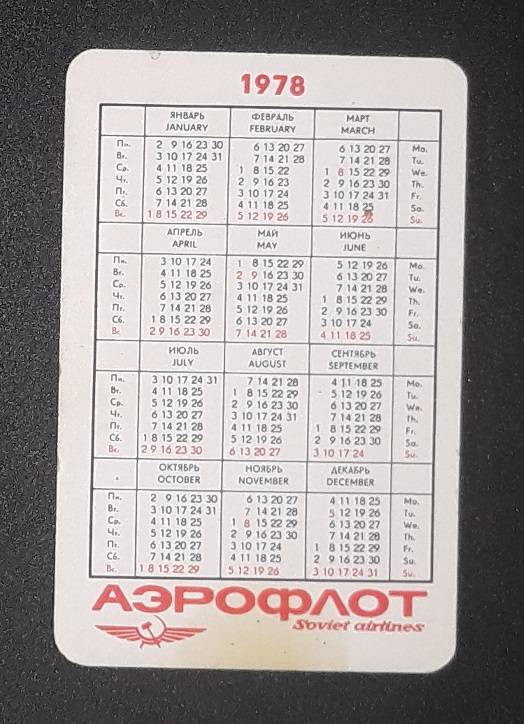 1978
ЯНВАРЬ ФЕВРАЛЬ МАРТ
JANUARY FEBRUARY MARCH
Пн. 2 9 16 23 30 6 13 20 27 6 13 20 27 Mo.
Вт. 3 10 17 24 31 7 14 21 28 7 14 21 28 Tu.
Ср. 4 11 18 25 1 8 15 22 1 8 15 22 29 We.
Чт. 5 12 19 26 2 9 16 23 2 9 16 23 30 Th.
Пт. 6 13 20 27 3 10 17 24 3 10 17 24 31 Fr.
Сб. 7 14 21 28 4 11 18 25 4 11 18 25 Sa.
Вс. 1 8 15 22 29 5 12 19 26 5 12 19 26 Su.
АПРЕЛЬ МАЙ ИЮНЬ
APRIL MAY JUNE
Пн. 3 10 17 24 1 8 15 22 29 5 12 19 26 Mo.
Вт. 4 11 18 25 2 9 16 23 30 6 13 20 27 Tu.
Ср. 5 12 19 26 3 10 17 24 31 7 14 21 28 We.
Чт. 6 13 20 27 4 11 18 25 1 8 15 22 29 Th.
Пт. 7 14 21 28 5 12 19 26 2 9 16 23 30 Fr.
Сб. 1 8 15 22 29 6 13 20 27 3 10 17 24 Sa.
Вс. 2 9 16 23 30 7 14 21 28 4 11 18 25 Su.
ИЮЛЬ АВГУСТ СЕНТЯБРЬ
JULY AUGUST SEPTEMBER
Пн. 3 10 17 24 31 7 14 21 28 4 11 18 25 Mo.
Вт. 4 11 18 25 1 8 15 22 29 5 12 19 26 Tu.
Ср. 5 12 19 26 2 9 16 23 30 6 13 20 27 We.
Чт. 6 13 20 27 3 10 17 24 31 7 14 21 28 Th.
Пт. 7 14 21 28 4 11 18 25 1 8 15 22 29 Fr.
Сб. 1 8 15 22 29 5 12 19 26 2 9 16 23 30 Sa.
Вс. 2 9 16 23 30 6 13 20 27 3 10 17 24 Su.
ОКТЯБРЬ НОЯБРЬ ДЕКАБРЬ
OCTOBER NOVEMBER DECEMBER
Пн. 2 9 16 23 30 6 13 20 27 4 11 18 25 Mo.
Вт. 3 10 17 24 31 7 14 21 28 5 12 19 26 Tu.
Ср. 4 11 18 25 1 8 15 22 29 6 13 20 27 We.
Чт. 5 12 19 26 2 9 16 23 30 7 14 21 28 Th.
Пт. 6 13 20 27 3 10 17 24 1 8 15 22 29 Fr.
Сб. 7 14 21 28 4 11 18 25 2 9 16 23 30 Sa.
Вс. 1 8 15 22 29 5 12 19 26 3 10 17 24 31 Su.
АЭРОФЛОТ
Soviet airlines